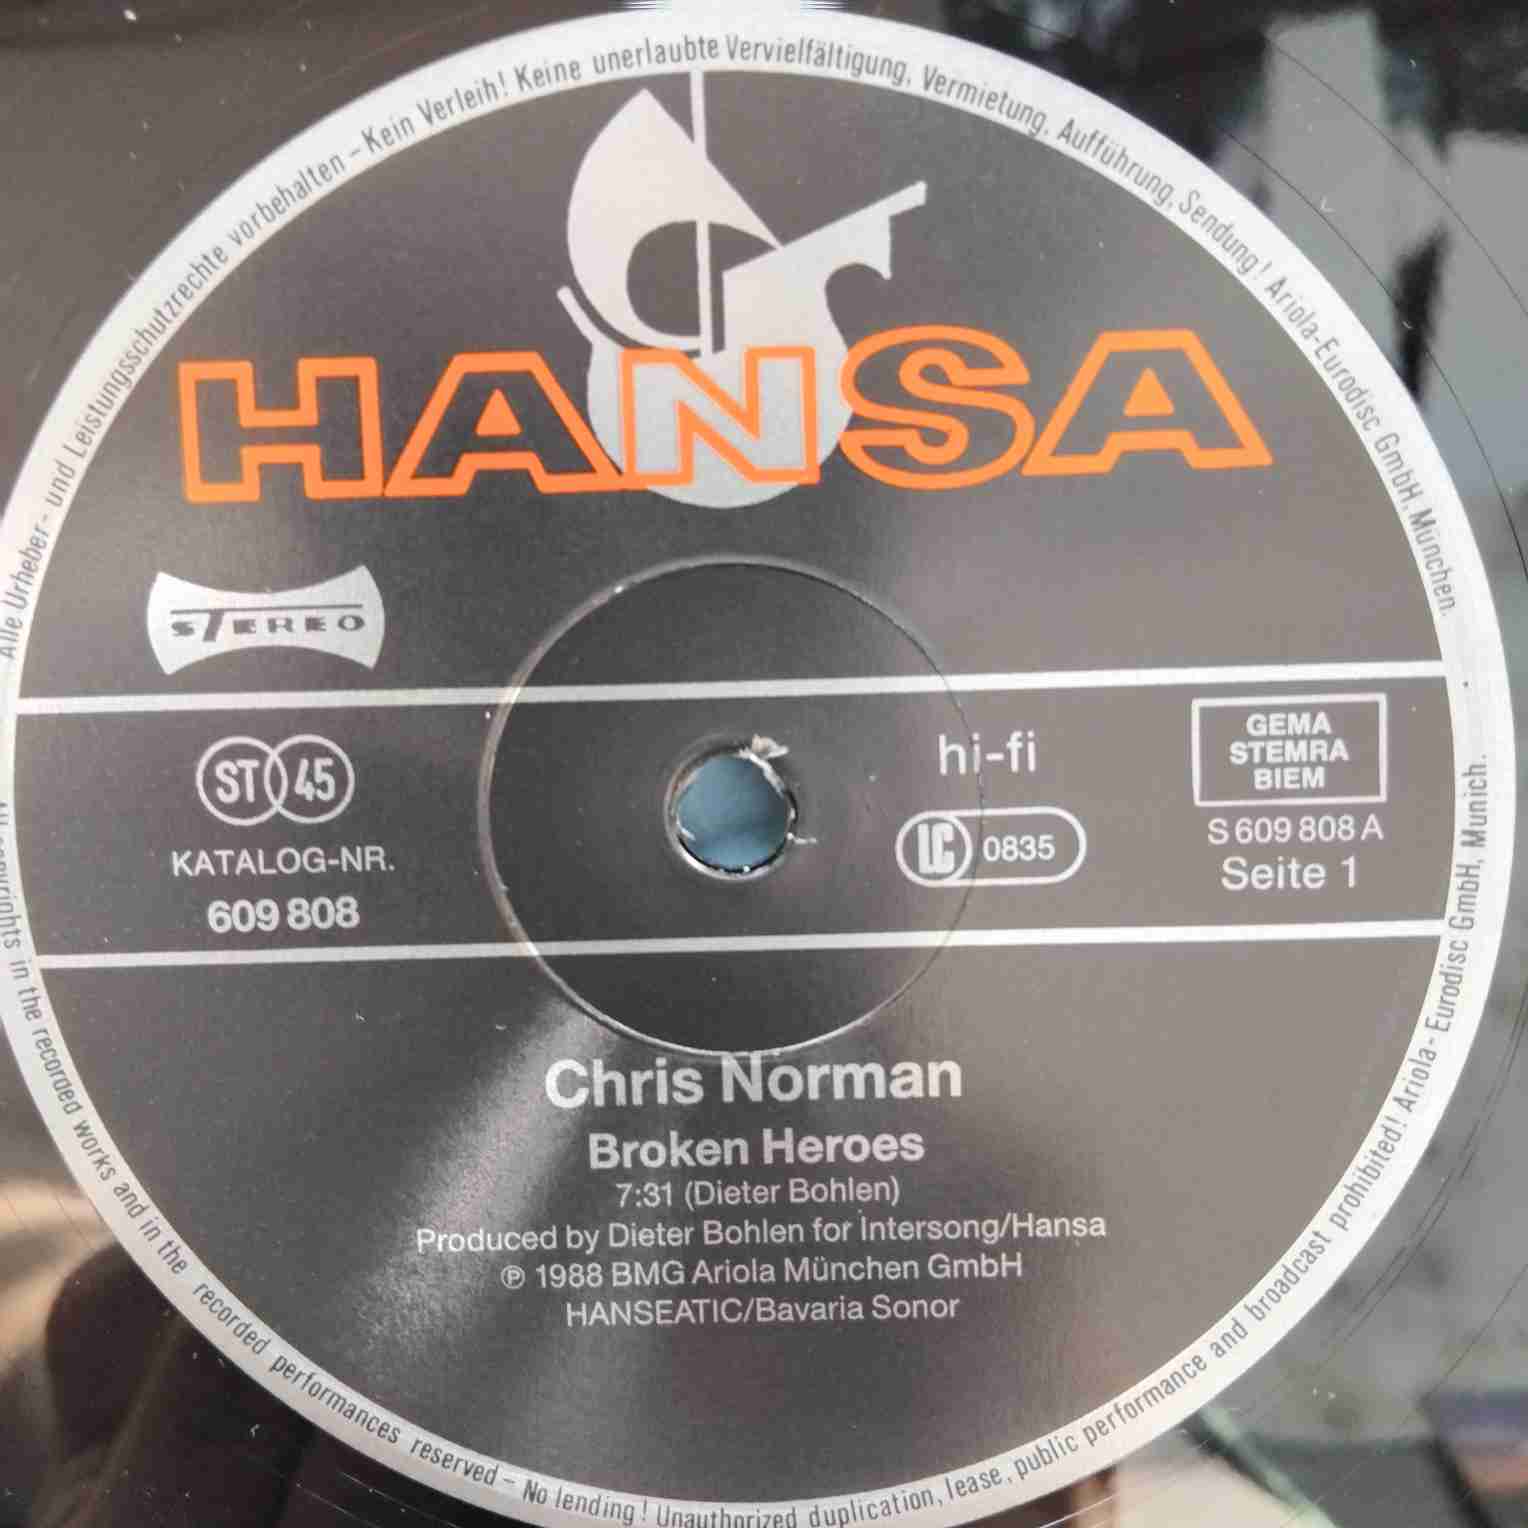 Alle Urheber- und Leistungsschutzrechte vorbehalten – Kein Verleih! Keine unerlaubte Vervielfältigung, Vermietung, Aufführung, Sendung! Ariola-Eurodisc GmbH, München.
HANSA
STEREO
ST 45
KATALOG-NR.
609 808
hi-fi
LC 0835
GEMA
STEMRA
BIEM
S 609 808 A
Seite 1
Chris Norman
Broken Heroes
7:31 (Dieter Bohlen)
Produced by Dieter Bohlen for Intersong/Hansa
℗ 1988 BMG Ariola München GmbH
HANSEATIC/Bavaria Sonor
in the recorded works and in the recorded performances reserved – No lending! Unauthorized duplication, lease, public performance and broadcast prohibited! Ariola-Eurodisc GmbH, Munich.